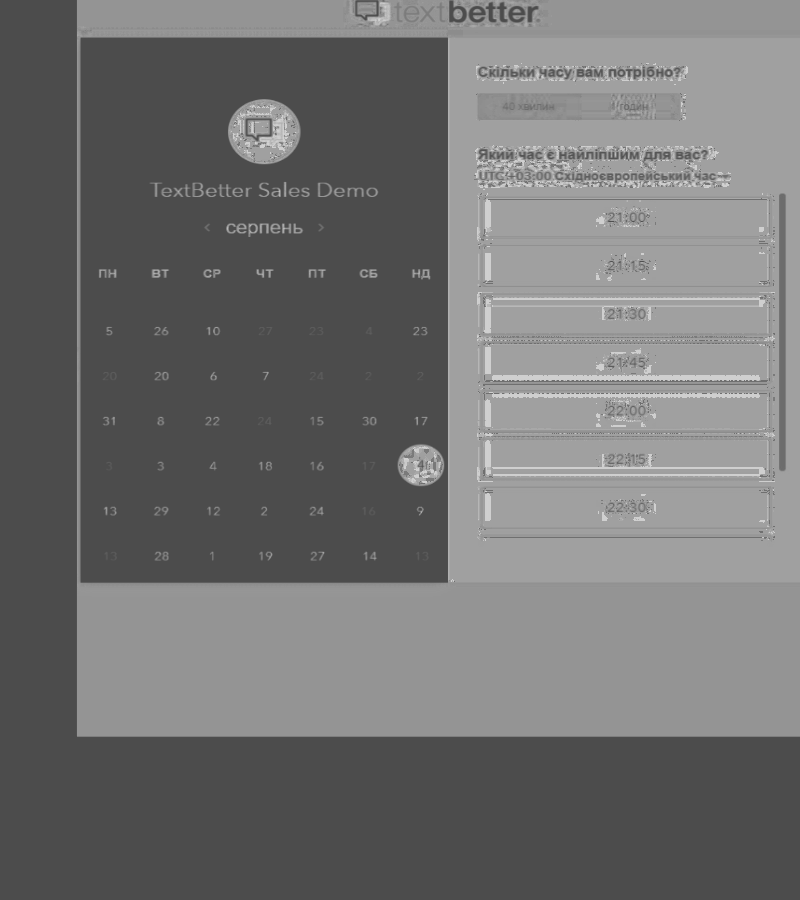 textbetter.
TextBetter Sales Demo
‹ серпень ›
ПН ВТ СР ЧТ ПТ СБ НД
5 26 10 27 23 4 23
20 20 6 7 24 2 2
31 8 22 24 15 30 17
3 3 4 18 16 17
13 29 12 2 24 16 9
13 28 1 19 27 14 13
Скільки часу вам потрібно?
40 хвилин годин
Який час є найліпшим для вас?
UTC +03:00 Східноєвропейський час
21:00
21:15
21:30
21:45
22:00
22:15
22:30